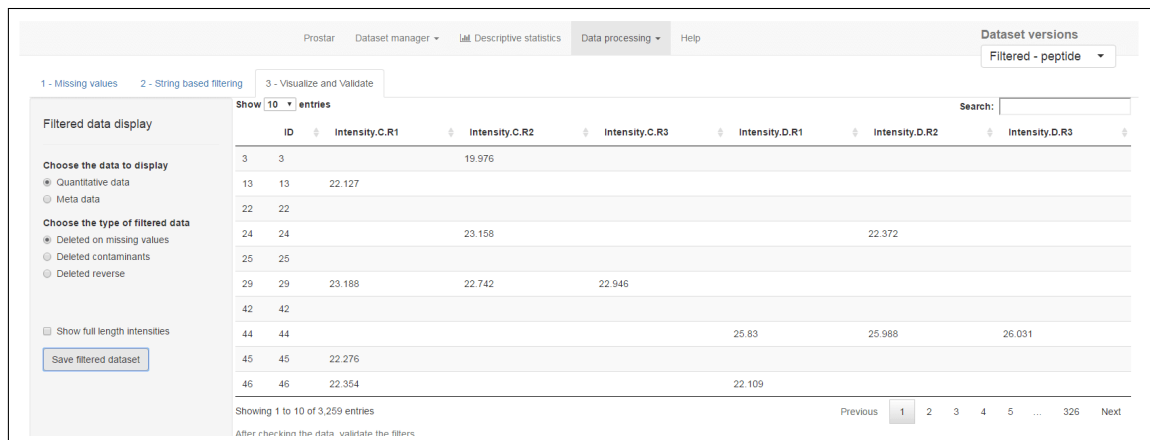 Prostar Dataset manager Descriptive statistics Data processing Help
Dataset versions
Filtered - peptide
1 - Missing values 2 - String based filtering 3 - Visualize and Validate
Filtered data display
Choose the data to display
Quantitative data
Meta data
Choose the type of filtered data
Deleted on missing values
Deleted contaminants
Deleted reverse
Show full length intensities
Save filtered dataset
Show 10 entries
Search:
ID Intensity.C.R1 Intensity.C.R2 Intensity.C.R3 Intensity.D.R1 Intensity.D.R2 Intensity.D.R3
3 3 19.976
13 13 22.127
22 22
24 24 23.158 22.372
25 25
29 29 23.188 22.742 22.946
42 42
44 44 25.83 25.988 26.031
45 45 22.276
46 46 22.354 22.109
Showing 1 to 10 of 3,259 entries
Previous 1 2 3 4 5 ... 326 Next
After checking the data, validate the filters